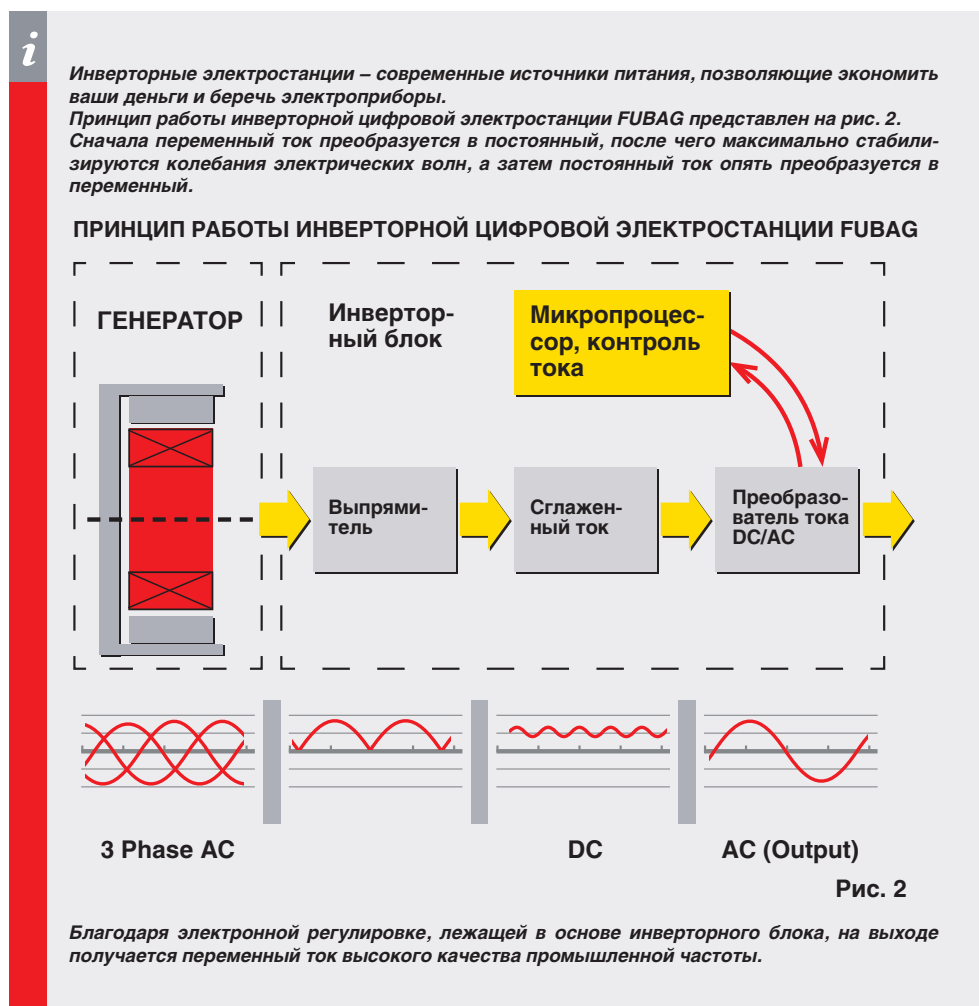 i
Инверторные электростанции – современные источники питания, позволяющие экономить
ваши деньги и беречь электроприборы.
Принцип работы инверторной цифровой электростанции FUBAG представлен на рис. 2.
Сначала переменный ток преобразуется в постоянный, после чего максимально стабили-
зируются колебания электрических волн, а затем постоянный ток опять преобразуется в
переменный.
ПРИНЦИП РАБОТЫ ИНВЕРТОРНОЙ ЦИФРОВОЙ ЭЛЕКТРОСТАНЦИИ FUBAG
ГЕНЕРАТОР
Инвертор-
ный блок
Микропроцес-
сор, контроль
тока
Выпрями-
тель
Сглажен-
ный ток
Преобразо-
ватель тока
DC/AC
3 Phase AC
DC
AC (Output)
Рис. 2
Благодаря электронной регулировке, лежащей в основе инверторного блока, на выходе
получается переменный ток высокого качества промышленной частоты.